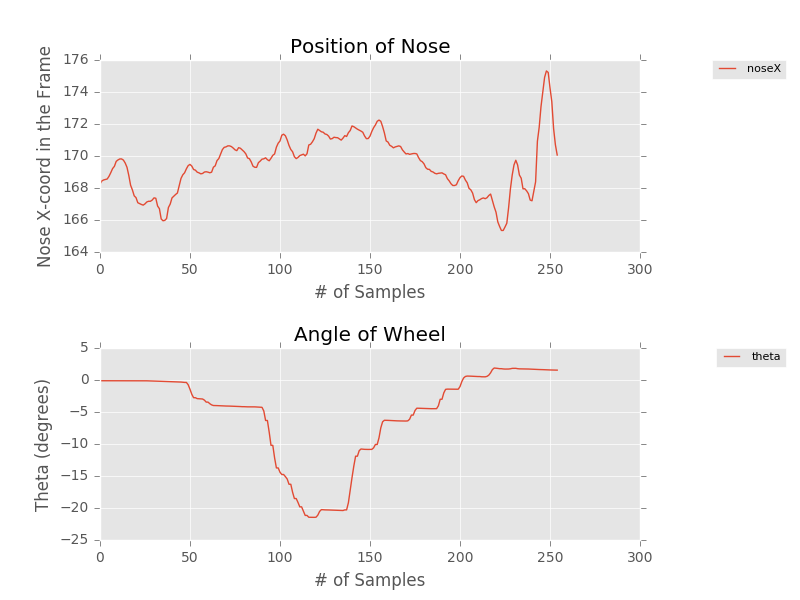 Position of Nose
176
174
172
170
168
166
164
Nose X-coord in the Frame
0 50 100 150 200 250 300
# of Samples
noseX
Angle of Wheel
5
0
−5
−10
−15
−20
−25
Theta (degrees)
0 50 100 150 200 250 300
# of Samples
theta